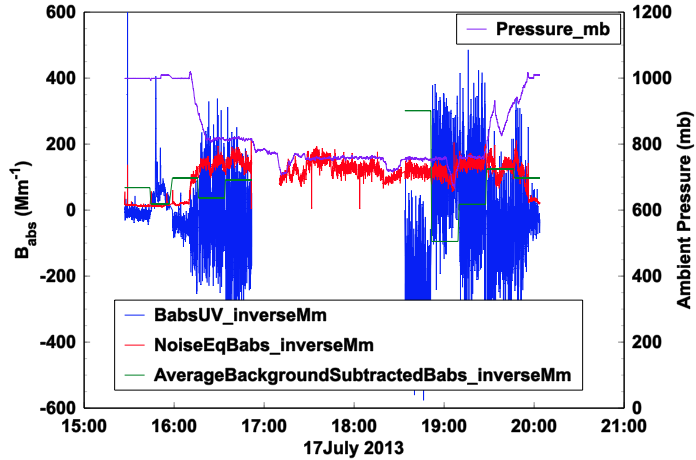 600
400
200
0
-200
-400
-600
B_abs (Mm⁻¹)
1200
1000
800
600
400
200
0
Ambient Pressure (mb)
Pressure_mb
BabsUV_inverseMm
NoiseEqBabs_inverseMm
AverageBackgroundSubtractedBabs_inverseMm
15:00 16:00 17:00 18:00 19:00 20:00 21:00
17July 2013